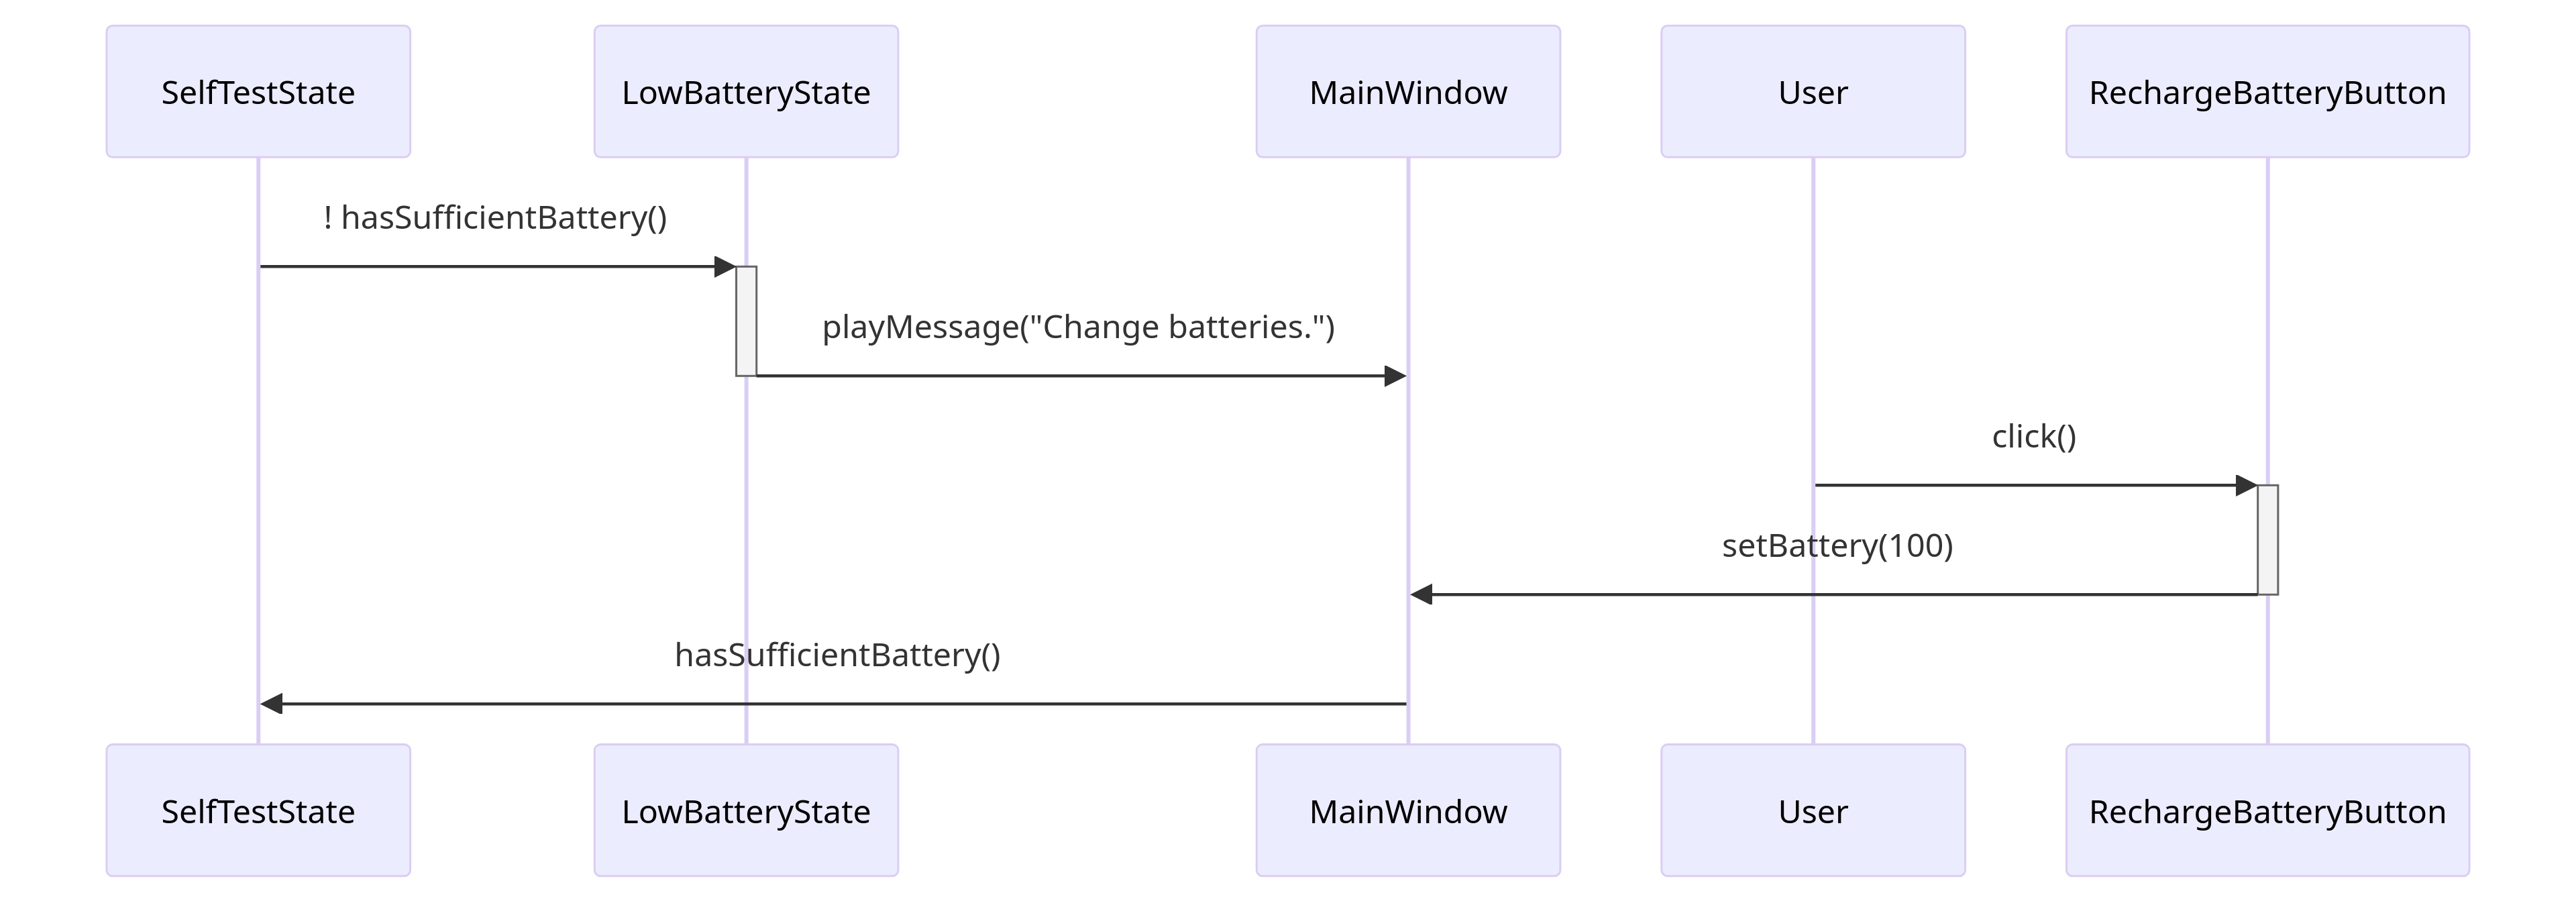 SelfTestState
LowBatteryState
MainWindow
User
RechargeBatteryButton
! hasSufficientBattery()
playMessage("Change batteries.")
click()
setBattery(100)
hasSufficientBattery()
SelfTestState
LowBatteryState
MainWindow
User
RechargeBatteryButton